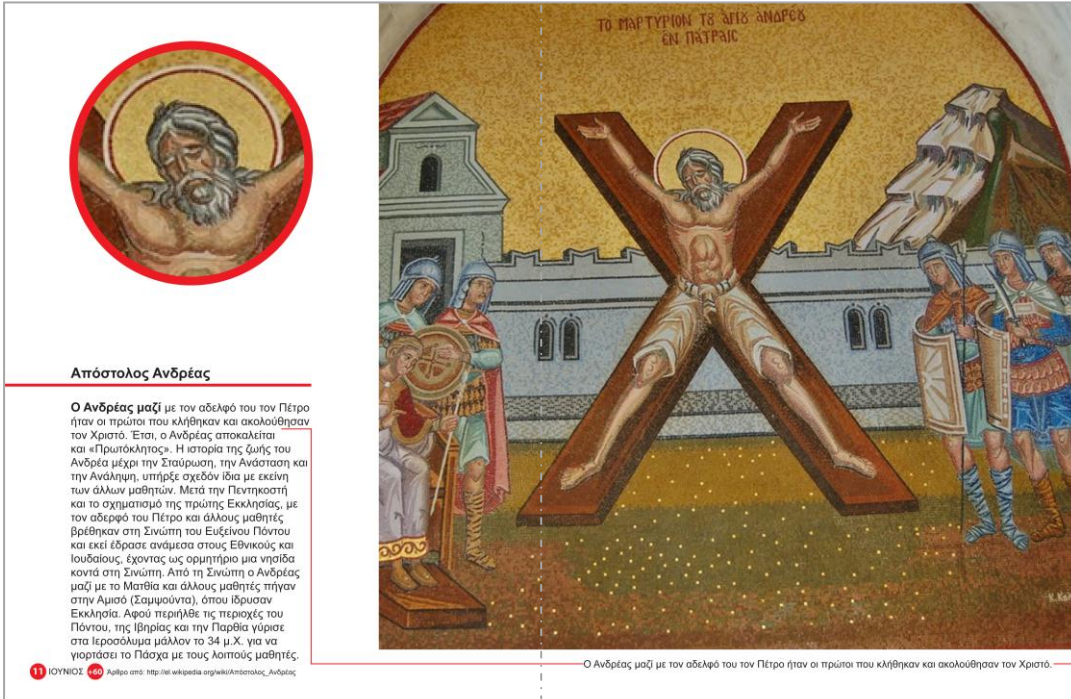 ΤΟ ΜΑΡΤΥΡΙΟΝ ΤΟΥ ΑΓΙΟΥ ΑΝΔΡΕΟΥ
ΕΝ ΠΑΤΡΑΙΣ
Απόστολος Ανδρέας
Ο Ανδρέας μαζί με τον αδελφό του τον Πέτρο
ήταν οι πρώτοι που κλήθηκαν και ακολούθησαν
τον Χριστό. Έτσι, ο Ανδρέας αποκαλείται
και «Πρωτόκλητος». Η ιστορία της ζωής του
Ανδρέα μέχρι την Σταύρωση, την Ανάσταση και
την Ανάληψη, υπήρξε σχεδόν ίδια με εκείνη
των άλλων μαθητών. Μετά την Πεντηκοστή
και το σχηματισμό της πρώτης Εκκλησίας, με
τον αδερφό του Πέτρο και άλλους μαθητές
βρέθηκαν στη Σινώπη του Ευξείνου Πόντου
και εκεί έδρασε ανάμεσα στους Εθνικούς και
Ιουδαίους, έχοντας ως ορμητήριο μια νησίδα
κοντά στη Σινώπη. Από τη Σινώπη ο Ανδρέας
μαζί με το Ματθία και άλλους μαθητές πήγαν
στην Αμισό (Σαμψούντα), όπου ίδρυσαν
Εκκλησία. Αφού περιήλθε τις περιοχές του
Πόντου, της Ιβηρίας και την Παρθία γύρισε
στα Ιεροσόλυμα μάλλον το 34 μ.Χ. για να
γιορτάσει το Πάσχα με τους λοιπούς μαθητές.
11 ΙΟΥΝΙΟΣ +60 Άρθρο από: http://el.wikipedia.org/wiki/Απόστολος_Ανδρέας
Ο Ανδρέας μαζί με τον αδελφό του τον Πέτρο ήταν οι πρώτοι που κλήθηκαν και ακολούθησαν τον Χριστό.